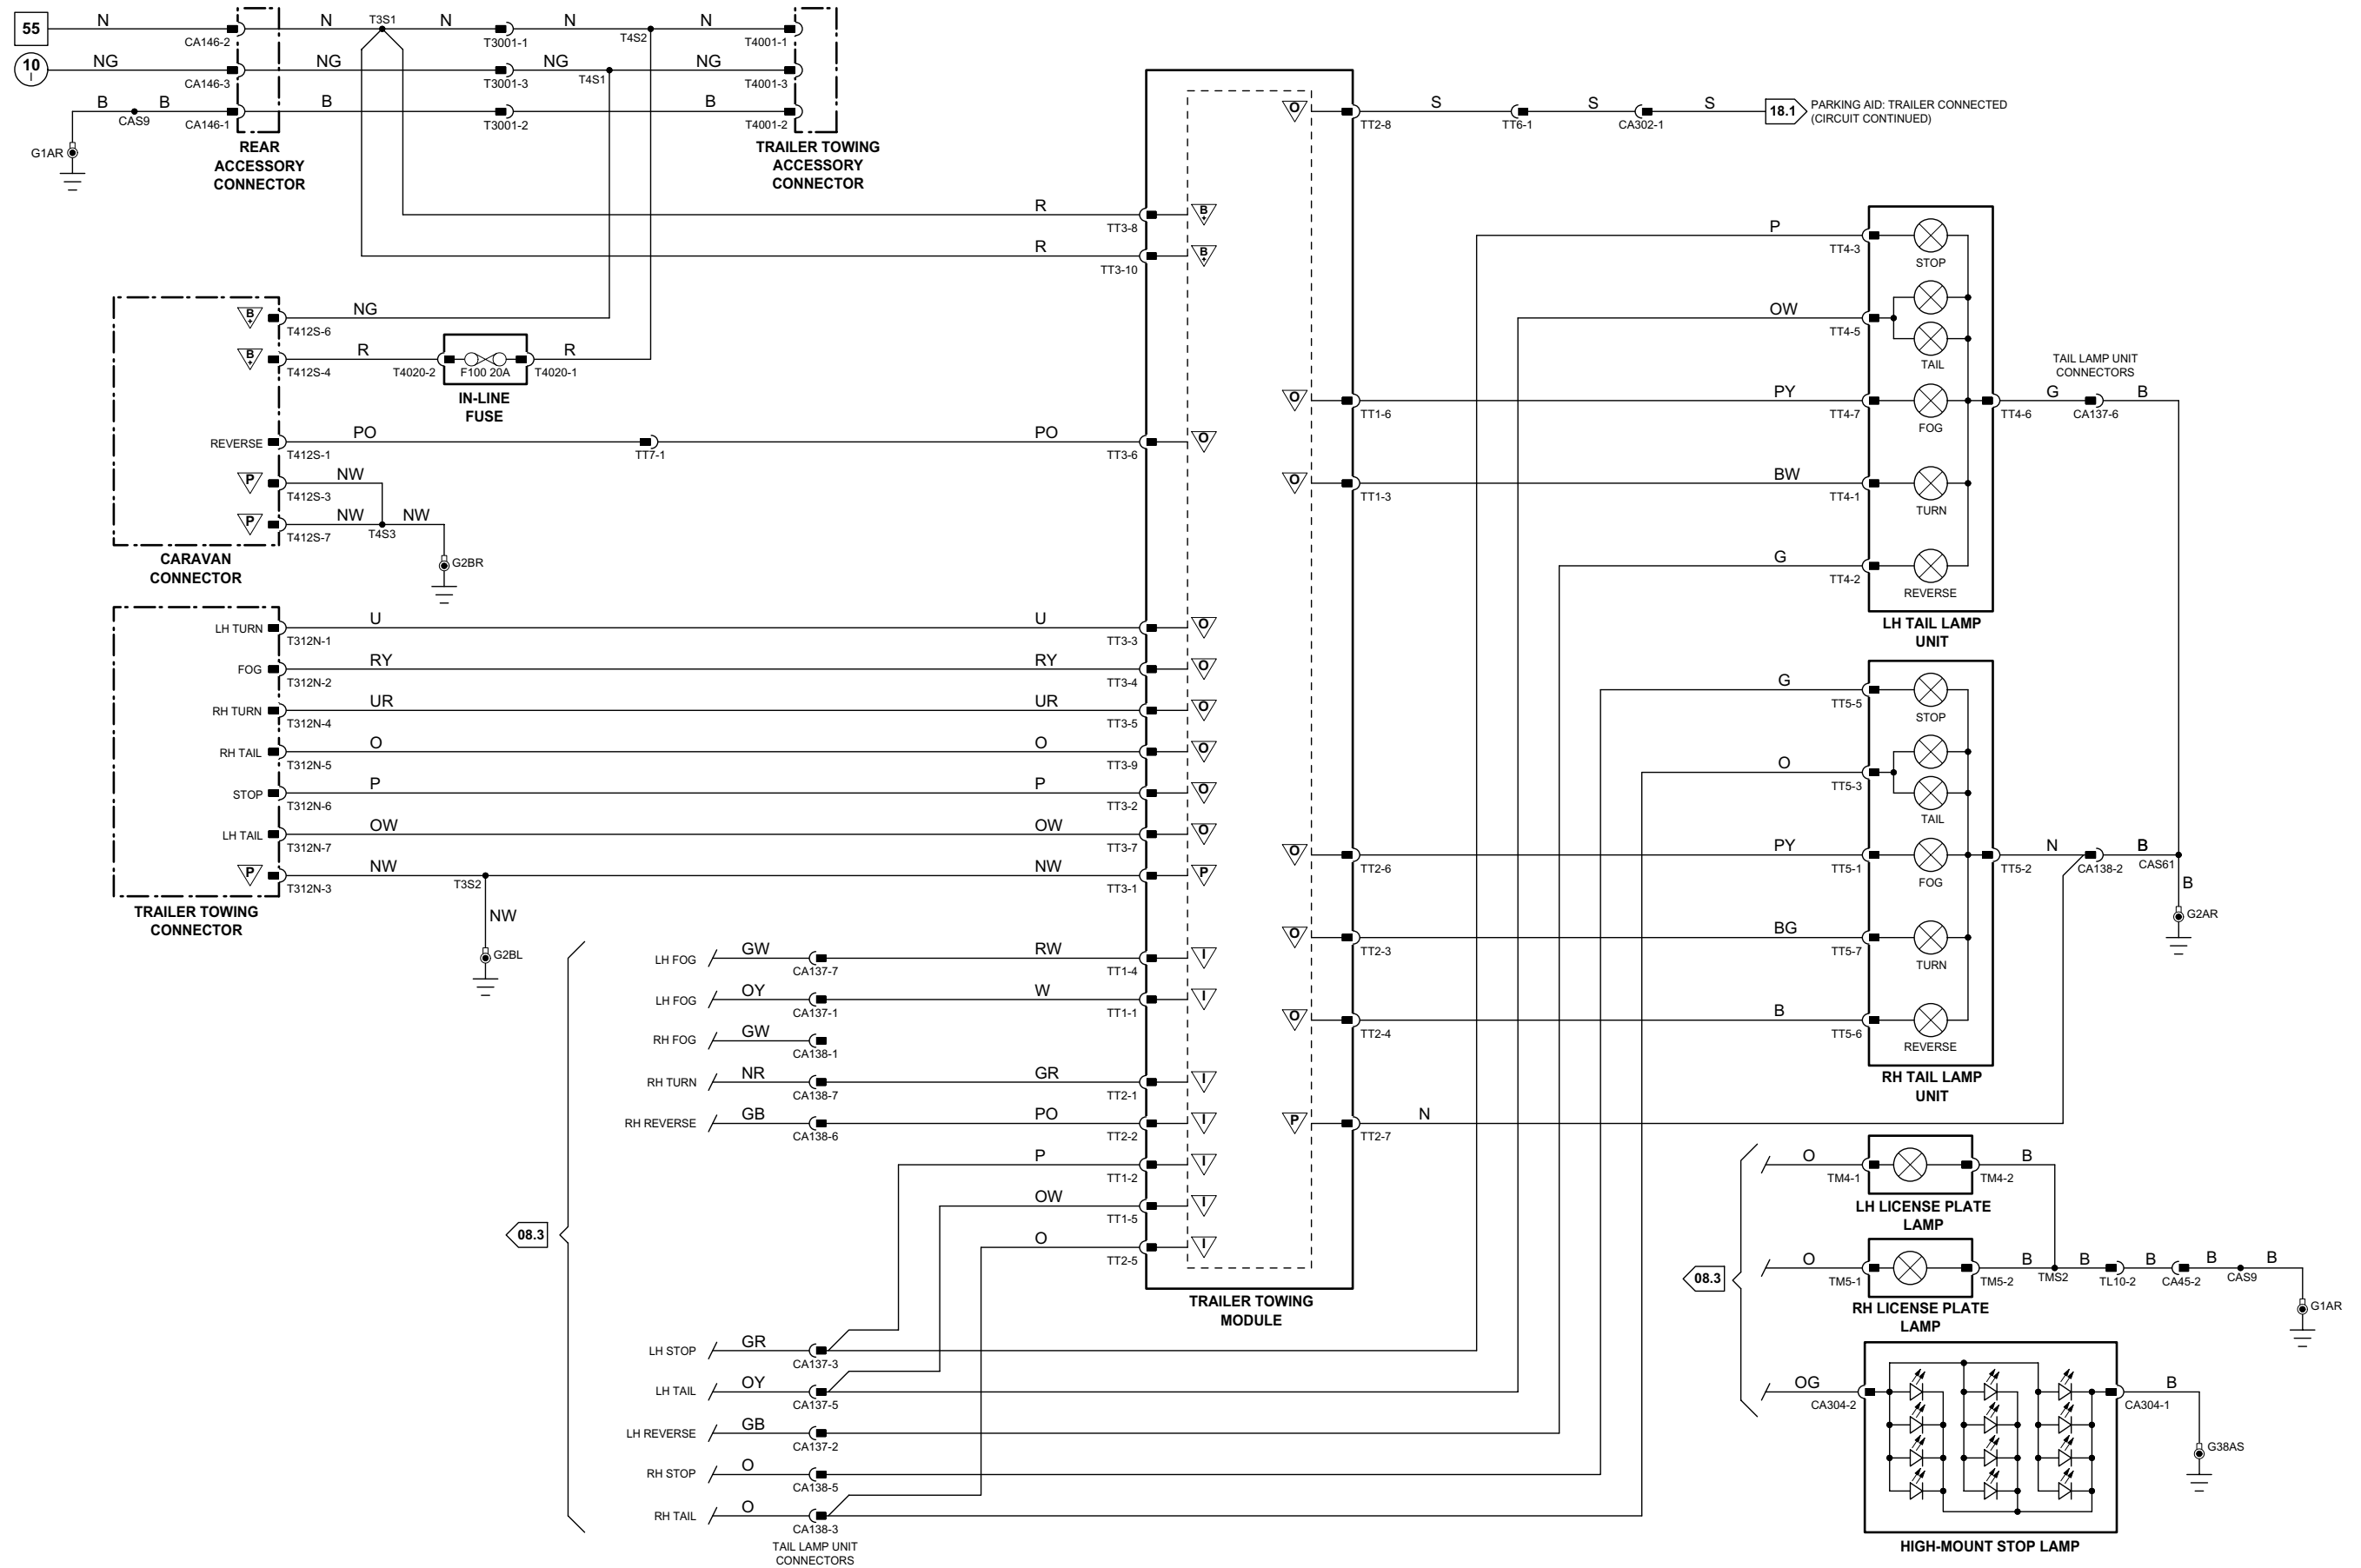 55
N
CA146-2
N
T3S1
N
T3001-1
N
T4S2
N
T4001-1
10
I
NG
CA146-3
NG
T3001-3
NG
T4S1
NG
T4001-3
B
CAS9
B
CA146-1
B
T3001-2
B
T4001-2
G1AR
REAR
ACCESSORY
CONNECTOR
TRAILER TOWING
ACCESSORY
CONNECTOR
R
TT3-8
B
+
R
TT3-10
B
+
B
+
T412S-6
NG
B
+
T412S-4
R
T4020-2
F100 20A
T4020-1
R
IN-LINE
FUSE
REVERSE
T412S-1
PO
TT7-1
PO
TT3-6
O
P
T412S-3
NW
P
T412S-7
NW
T4S3
NW
G2BR
CARAVAN
CONNECTOR
LH TURN
T312N-1
U
U
TT3-3
O
FOG
T312N-2
RY
RY
TT3-4
O
RH TURN
T312N-4
UR
UR
TT3-5
O
RH TAIL
T312N-5
O
O
TT3-9
O
STOP
T312N-6
P
P
TT3-2
O
LH TAIL
T312N-7
OW
OW
TT3-7
O
P
T312N-3
NW
T3S2
NW
TT3-1
P
NW
G2BL
TRAILER TOWING
CONNECTOR
08.3
LH FOG
GW
CA137-7
RW
TT1-4
I
LH FOG
OY
CA137-1
W
TT1-1
I
RH FOG
GW
CA138-1
RH TURN
NR
CA138-7
GR
TT2-1
I
RH REVERSE
GB
CA138-6
PO
TT2-2
I
P
TT1-2
I
OW
TT1-5
I
O
TT2-5
I
LH STOP
GR
CA137-3
LH TAIL
OY
CA137-5
LH REVERSE
GB
CA137-2
RH STOP
O
CA138-5
RH TAIL
O
CA138-3
TAIL LAMP UNIT
CONNECTORS
TRAILER TOWING
MODULE
O
TT2-8
S
TT6-1
S
CA302-1
S
18.1
PARKING AID: TRAILER CONNECTED
(CIRCUIT CONTINUED)
P
TT4-3
STOP
OW
TT4-5
TAIL
O
TT1-6
PY
TT4-7
FOG
TT4-6
G
TAIL LAMP UNIT
CONNECTORS
CA137-6
B
O
TT1-3
BW
TT4-1
TURN
G
TT4-2
REVERSE
LH TAIL LAMP
UNIT
G
TT5-5
STOP
O
TT5-3
TAIL
O
TT2-6
PY
TT5-1
FOG
TT5-2
N
CA138-2
B
CAS61
B
G2AR
O
TT2-3
BG
TT5-7
TURN
O
TT2-4
B
TT5-6
REVERSE
RH TAIL LAMP
UNIT
P
TT2-7
N
08.3
O
TM4-1
TM4-2
B
LH LICENSE PLATE
LAMP
O
TM5-1
TM5-2
B
TMS2
B
TL10-2
B
CA45-2
B
CAS9
B
G1AR
RH LICENSE PLATE
LAMP
OG
CA304-2
CA304-1
B
G38AS
HIGH-MOUNT STOP LAMP